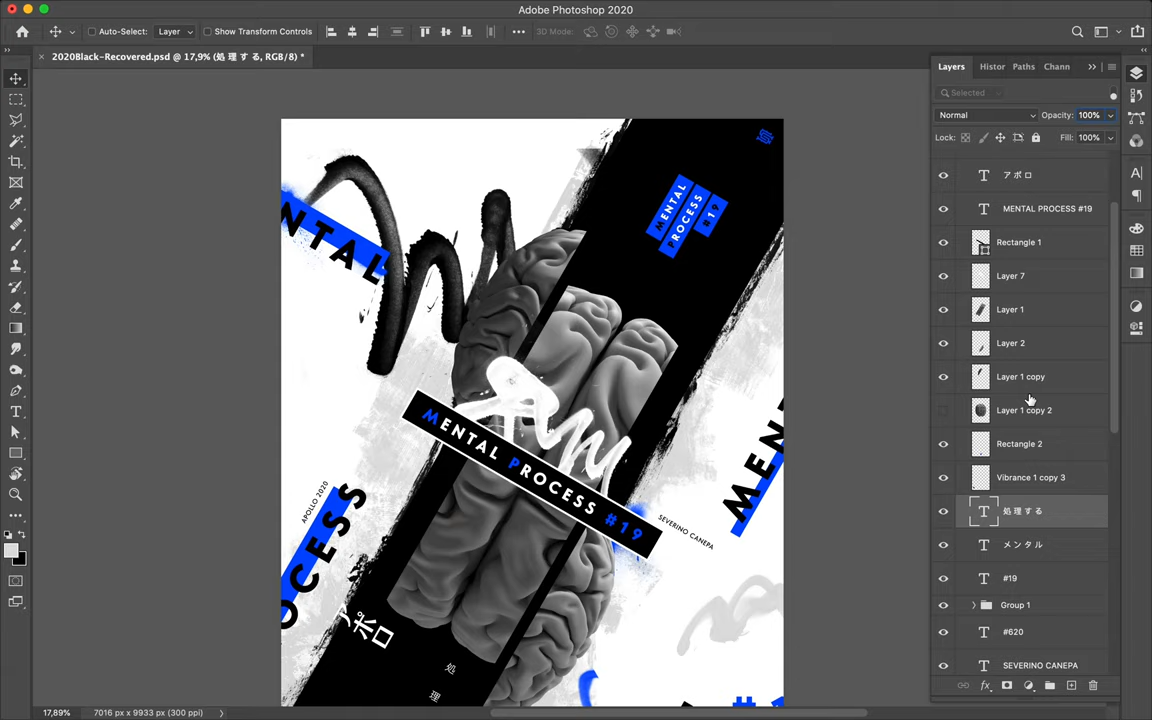 Adobe Photoshop 2020
Auto-Select:
Layer
Show Transform Controls
3D Mode:
2020Black-Recovered.psd @ 17,9% (処 理 す る, RGB/8) *
Layers
Histor
Paths
Chann
Selected
Normal
Opacity:
100%
Lock:
Fill:
100%
アポロ
MENTAL PROCESS #19
Rectangle 1
Layer 7
Layer 1
Layer 2
Layer 1 copy
Layer 1 copy 2
Rectangle 2
Vibrance 1 copy 3
処 理 す る
メンタル
#19
Group 1
#620
SEVERINO CANEPA
NTAL
MENTAL
PROCESS
#19
MENTAL PROCESS #19
MEN
APOLLO 2020
OCESS
SEVERINO CANEPA
アポロ
処
理
17,89%
7016 px x 9933 px (300 ppi)